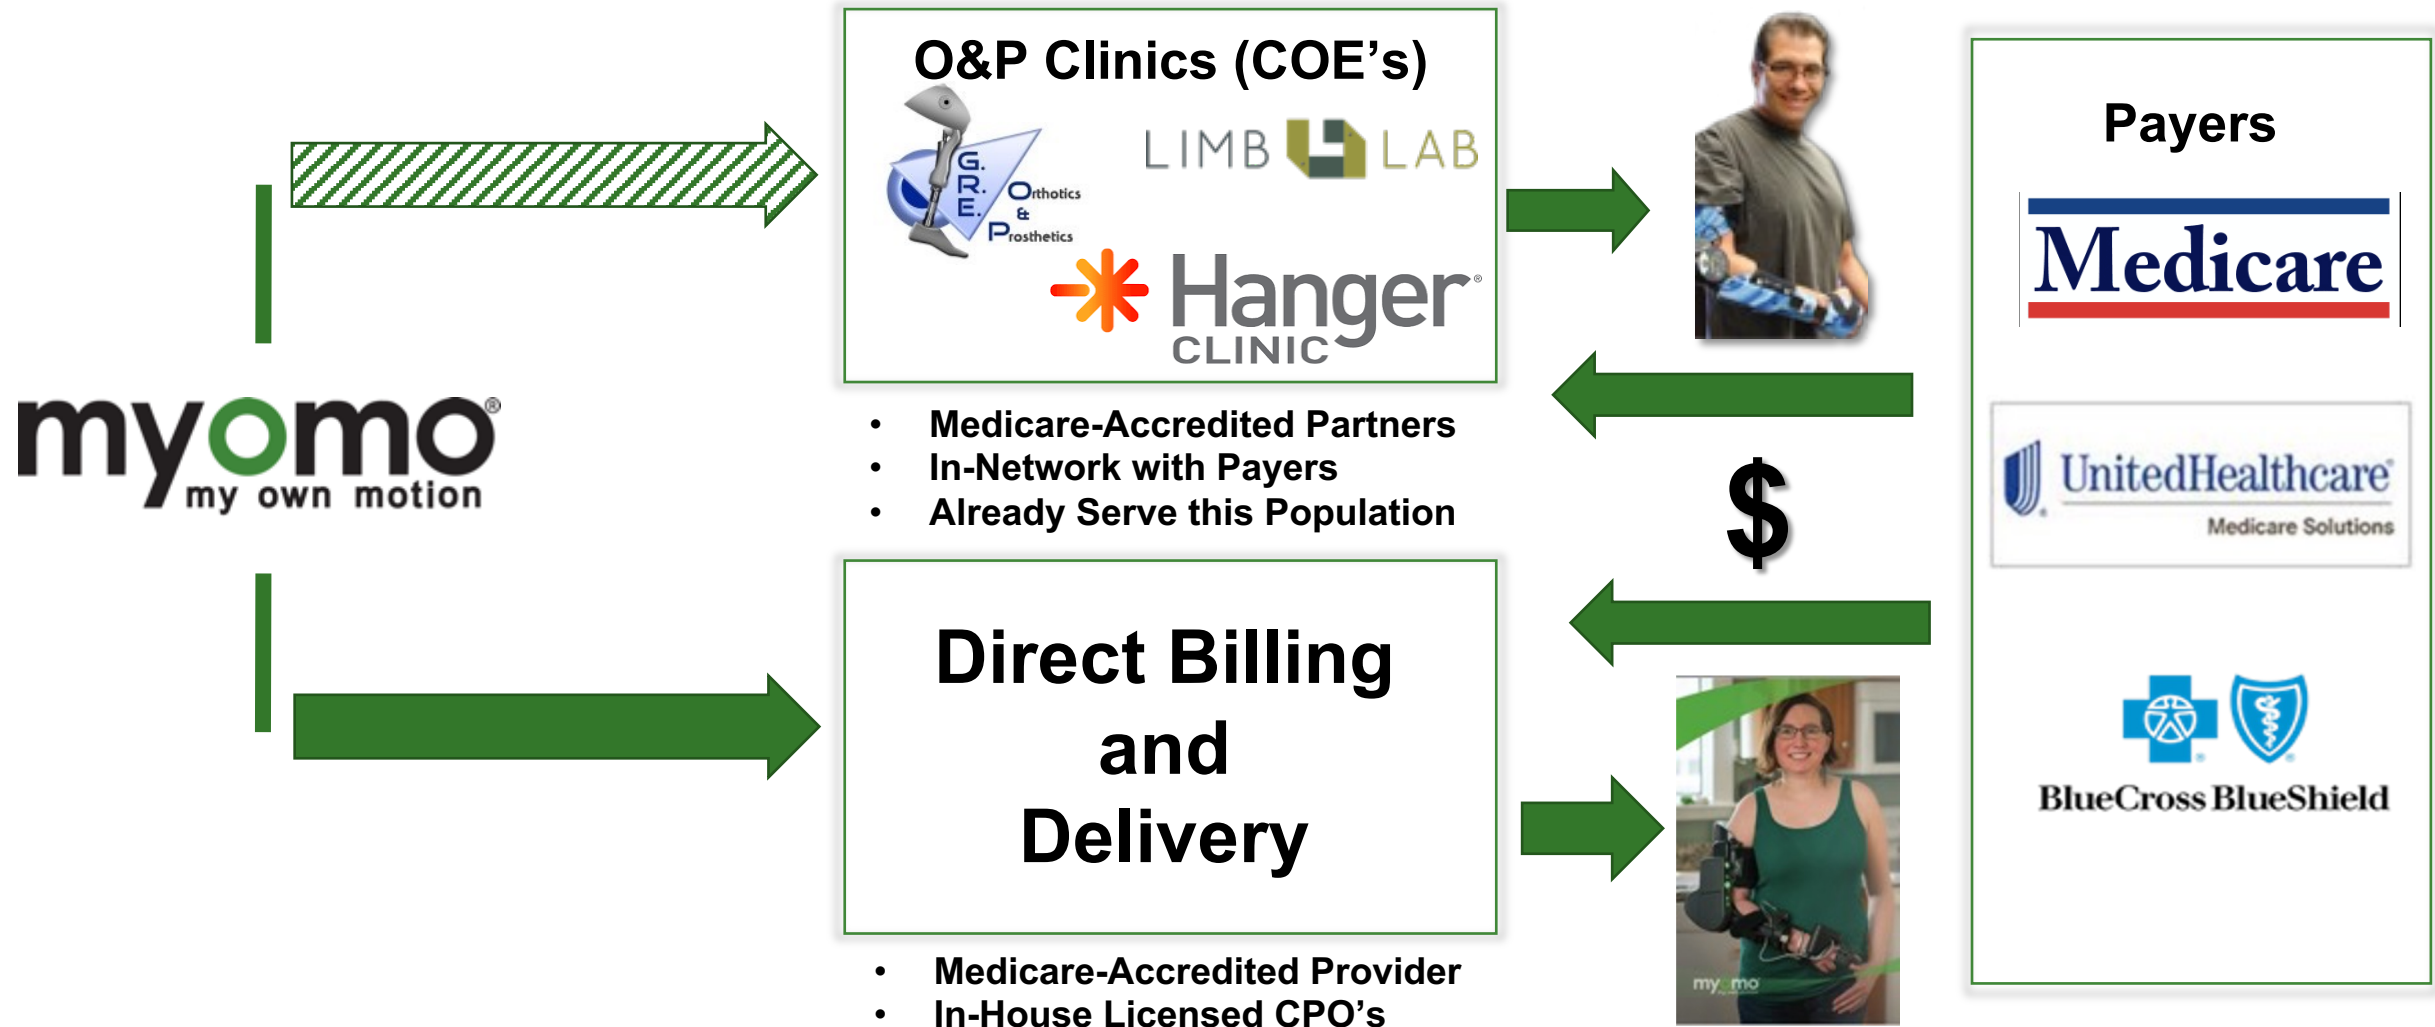 O&P Clinics (COE's)
G.
R.
E.
Orthotics
&
Prosthetics
LIMB LAB
Hanger®
CLINIC
myomo®
my own motion
• Medicare-Accredited Partners
• In-Network with Payers
• Already Serve this Population
Direct Billing
and
Delivery
• Medicare-Accredited Provider
• In-House Licensed CPO's
$
myomo
Payers
Medicare
UnitedHealthcare®
Medicare Solutions
BlueCross BlueShield